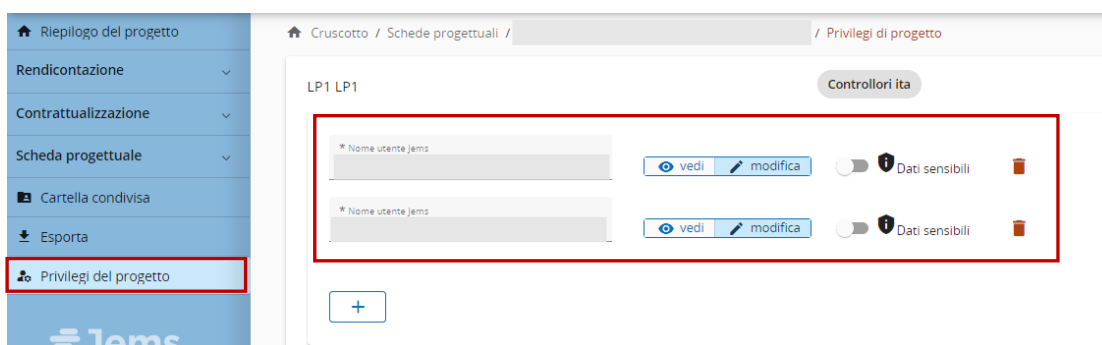 Riepilogo del progetto
Rendicontazione
Contrattualizzazione
Scheda progettuale
Cartella condivisa
Esporta
Privilegi del progetto
Jems
Cruscotto / Schede progettuali / / Privilegi di progetto
LP1 LP1 Controllori ita
* Nome utente Jems
vedi modifica Dati sensibili
* Nome utente Jems
vedi modifica Dati sensibili
+